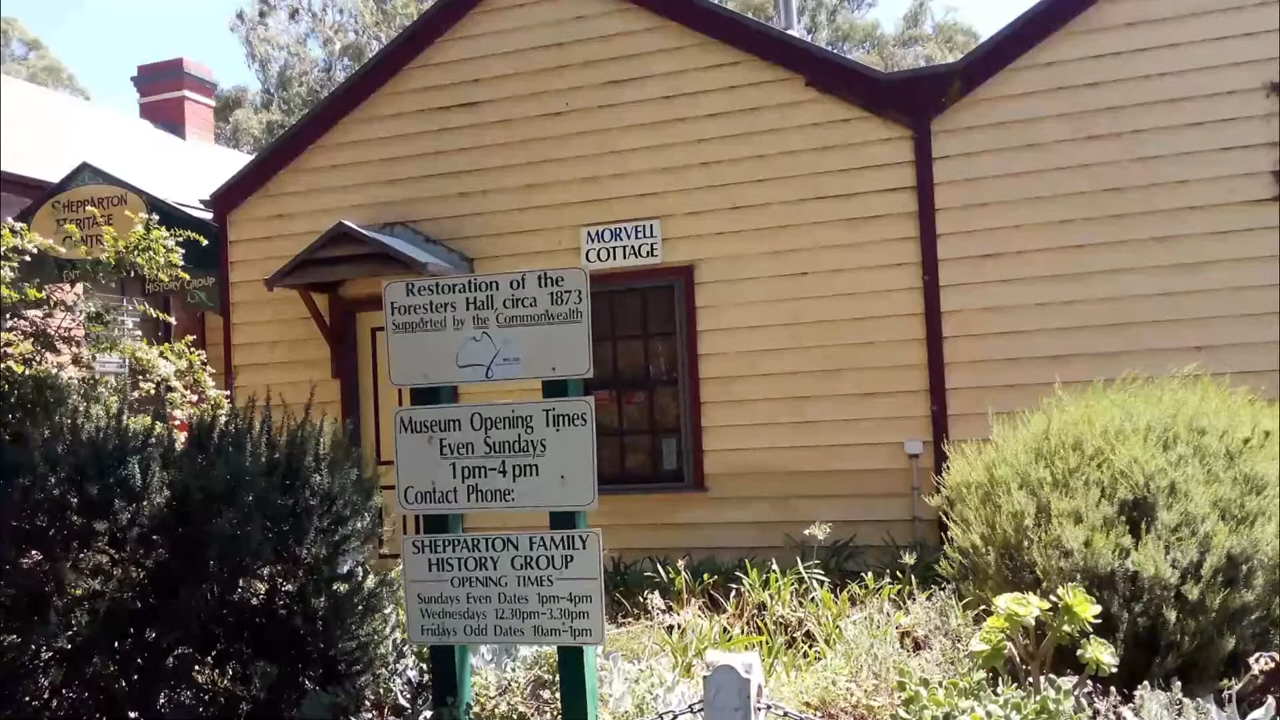 SHEPPARTON
HERITAGE
CENTRE
HISTORY GROUP
MORVELL
COTTAGE
Restoration of the
Foresters Hall, circa 1873
Supported by the Commonwealth
Museum Opening Times
Even Sundays
1pm-4pm
Contact Phone:
SHEPPARTON FAMILY
HISTORY GROUP
OPENING TIMES
Sundays Even Dates 1pm-4pm
Wednesdays 12.30pm-3.30pm
Fridays Odd Dates 10am-1pm